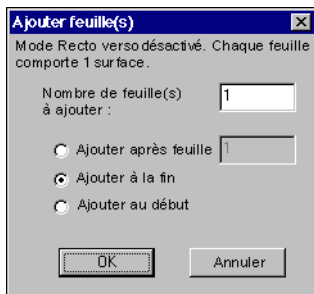 Ajouter feuille(s)
Mode Recto verso désactivé. Chaque feuille
comporte 1 surface.
Nombre de feuille(s)
à ajouter :
1
Ajouter après feuille
1
Ajouter à la fin
Ajouter au début
OK
Annuler